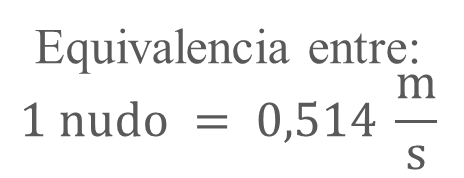 Equivalencia entre:
1 nudo = 0,514 m/s